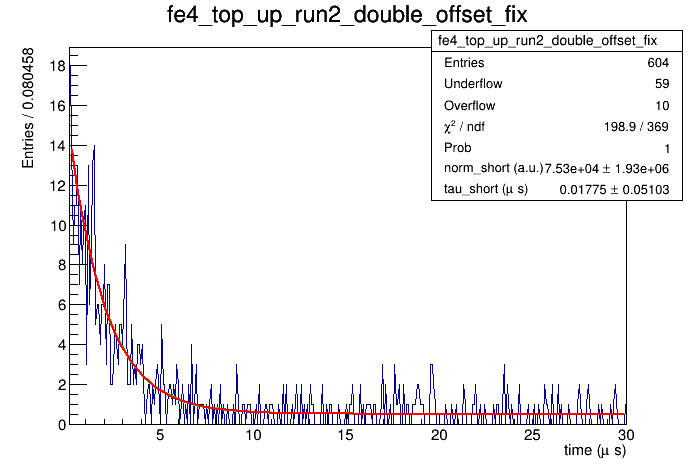 fe4_top_up_run2_double_offset_fix
fe4_top_up_run2_double_offset_fix
Entries 604
Underflow 59
Overflow 10
χ² / ndf 198.9 / 369
Prob 1
norm_short (a.u.) 7.53e+04 ± 1.93e+06
tau_short (μ s) 0.01775 ± 0.05103
Entries / 0.080458
18
16
14
12
10
8
6
4
2
0
5 10 15 20 25 30
time (μ s)